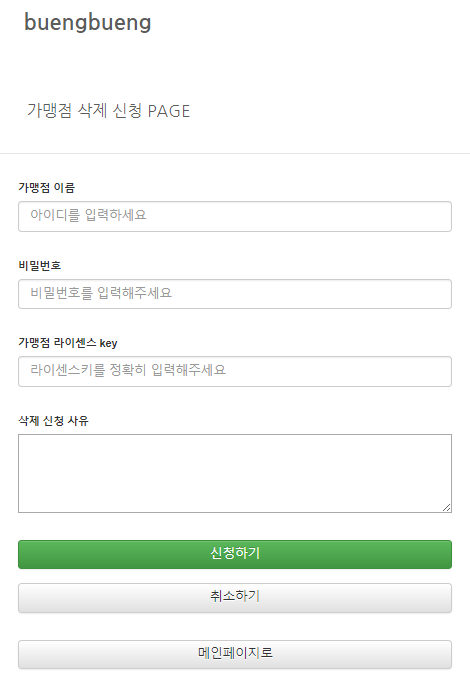 buengbueng
가맹점 삭제 신청 PAGE
가맹점 이름
아이디를 입력하세요
비밀번호
비밀번호를 입력해주세요
가맹점 라이센스 key
라이센스키를 정확히 입력해주세요
삭제 신청 사유
신청하기
취소하기
메인페이지로